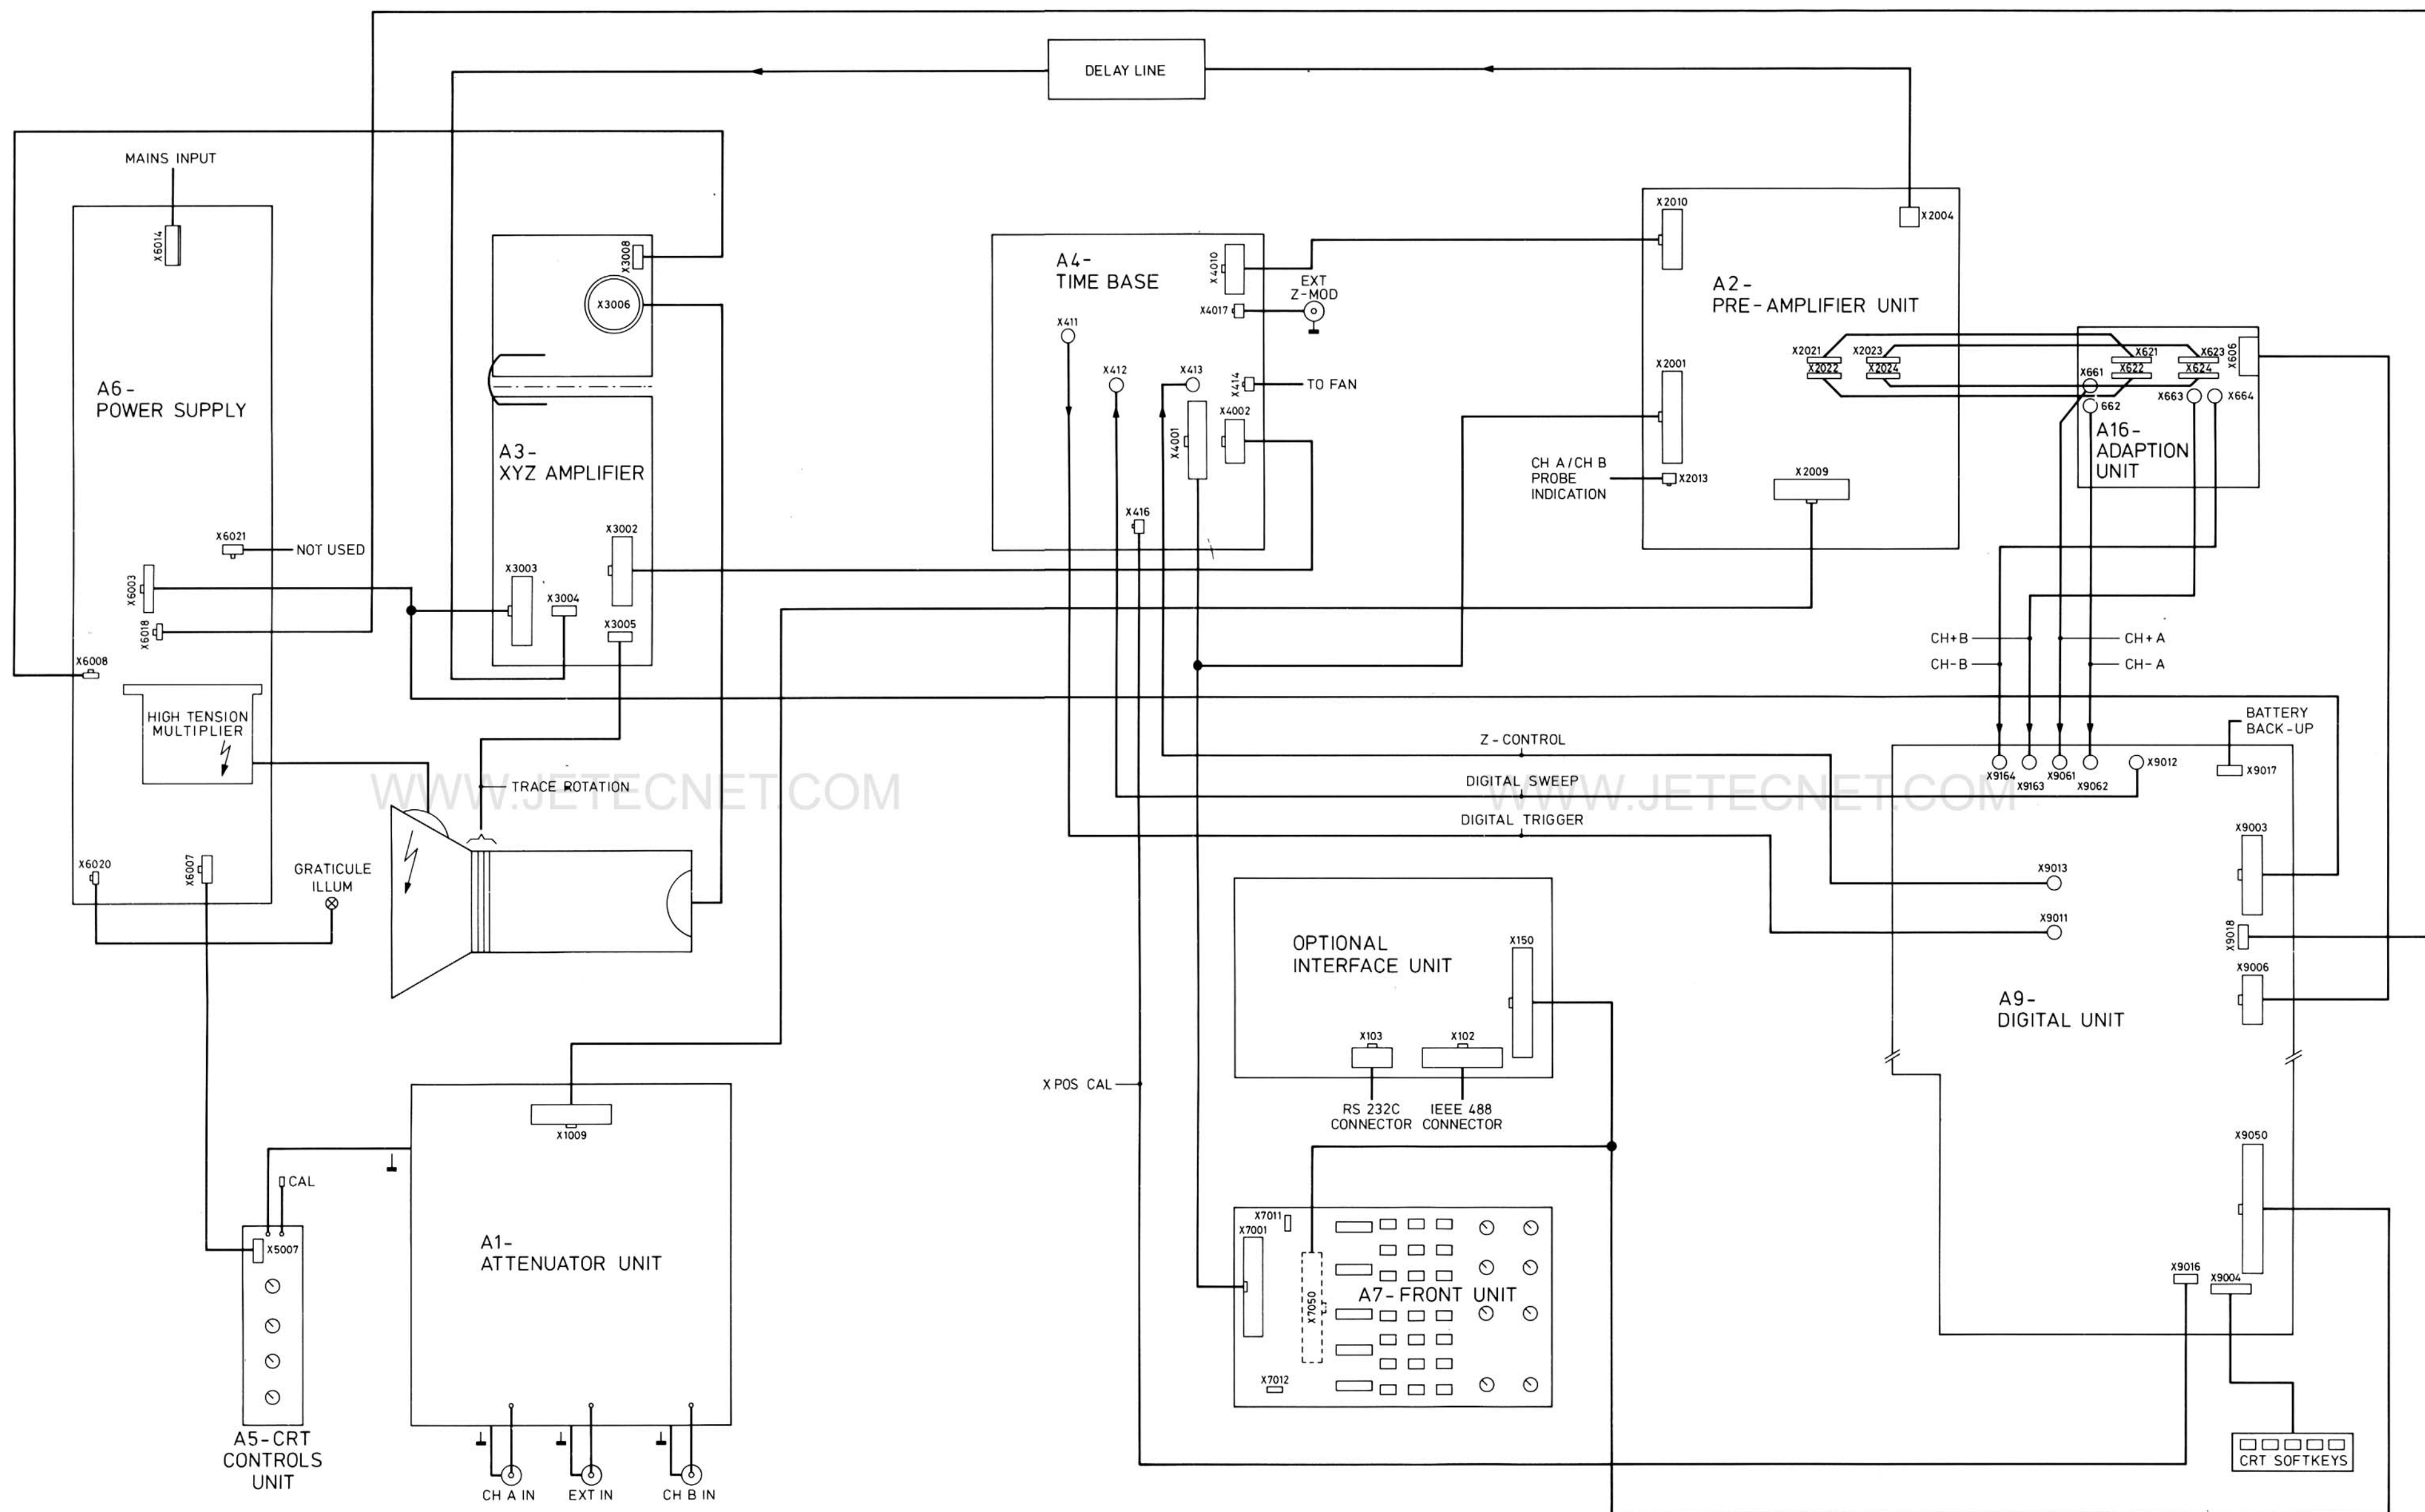 DELAY LINE
MAINS INPUT
X6014
A6-
POWER SUPPLY
X6021
NOT USED
X6003
X6018
X6008
HIGH TENSION
MULTIPLIER
X6020
X6007
GRATICULE
ILLUM
TRACE ROTATION
X3008
X3006
A3-
XYZ AMPLIFIER
X3002
X3003
X3004
X3005
A4-
TIME BASE
X4010
EXT
Z-MOD
X4017
X411
X412
X413
X414
TO FAN
X4002
X4001
X416
X2010
X2004
A2-
PRE-AMPLIFIER UNIT
X2001
X2021
X2022
X2023
X2024
CH A/CH B
PROBE
INDICATION
X2013
X2009
X621
X622
X623
X624
X606
X661
662
X663
X664
A16-
ADAPTION
UNIT
CH+B
CH-B
CH+A
CH-A
Z-CONTROL
DIGITAL SWEEP
DIGITAL TRIGGER
BATTERY
BACK-UP
X9164
X9163
X9061
X9062
X9012
X9017
X9003
X9013
X9011
X9018
X9006
A9-
DIGITAL UNIT
X9050
X9016
X9004
CRT SOFTKEYS
OPTIONAL
INTERFACE UNIT
X150
X103
X102
RS 232C
CONNECTOR
IEEE 488
CONNECTOR
X POS CAL
X7011
X7001
X7050
A7-FRONT UNIT
X7012
X1009
A1-
ATTENUATOR UNIT
CAL
X5007
A5-CRT
CONTROLS
UNIT
CH A IN
EXT IN
CH B IN
WWW.JETECNET.COM
WWW.JETECNET.COM